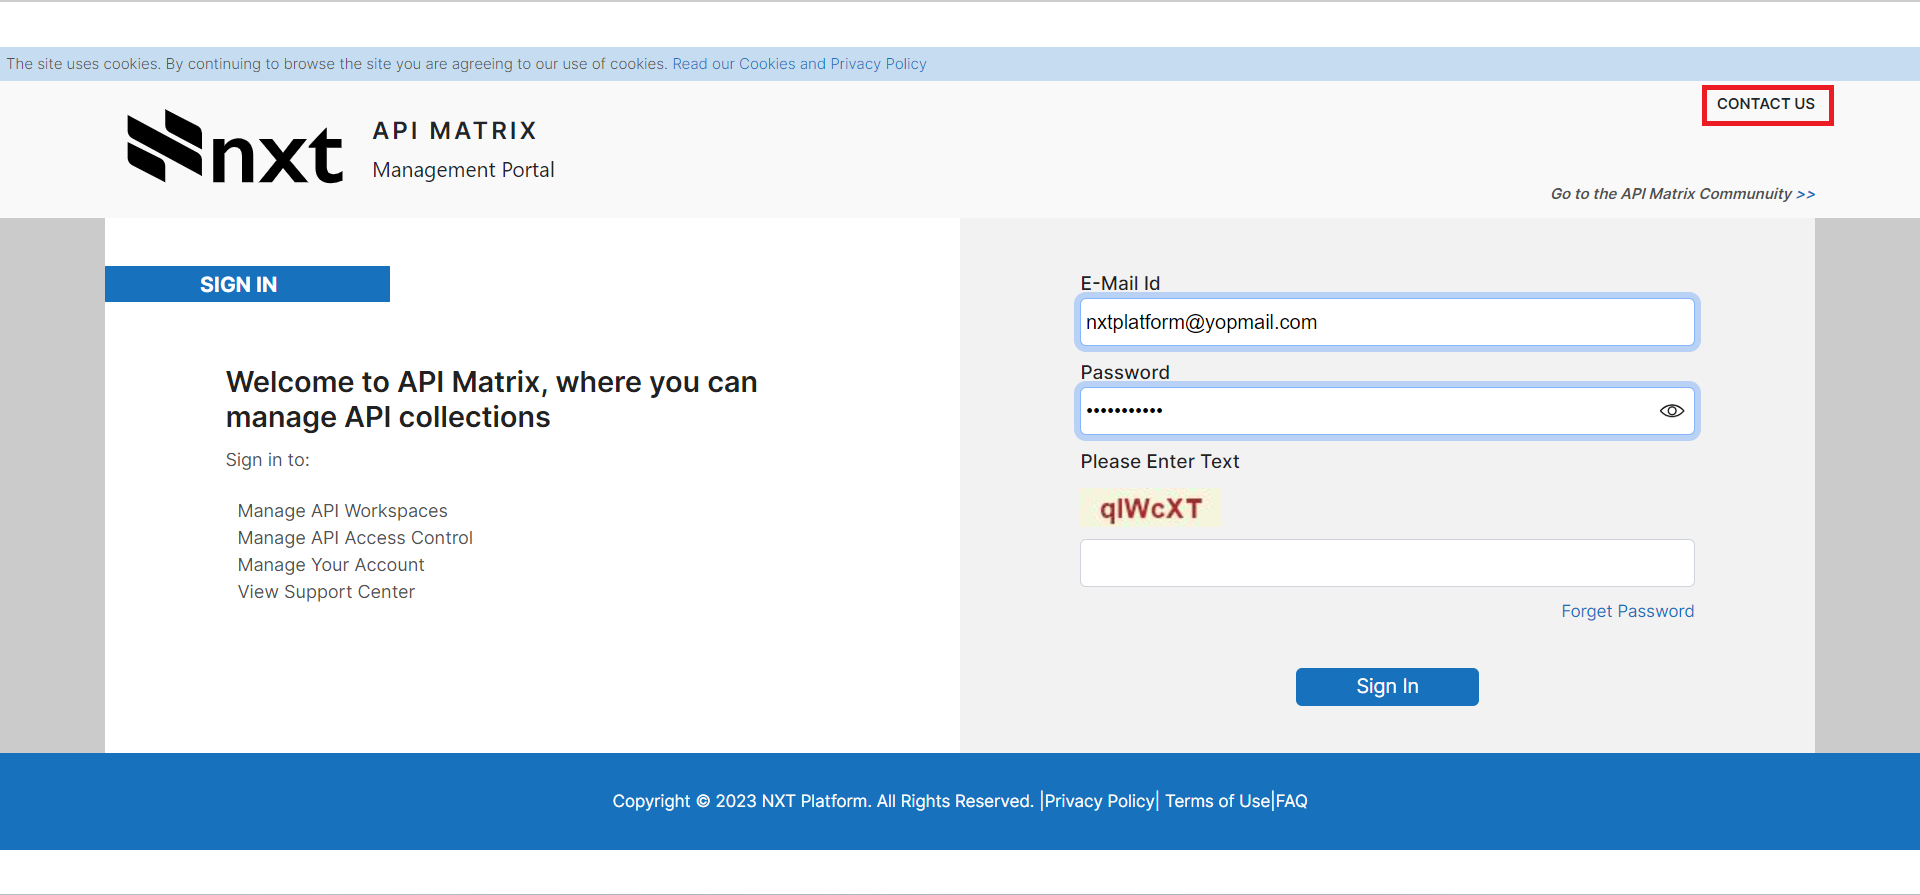 The site uses cookies. By continuing to browse the site you are agreeing to our use of cookies. Read our Cookies and Privacy Policy
CONTACT US
nxt
API MATRIX
Management Portal
Go to the API Matrix Communuity >>
SIGN IN
Welcome to API Matrix, where you can
manage API collections
Sign in to:
Manage API Workspaces
Manage API Access Control
Manage Your Account
View Support Center
E-Mail Id
nxtplatform@yopmail.com
Password
•••••••••••
Please Enter Text
qIWcXT
Forget Password
Sign In
Copyright © 2023 NXT Platform. All Rights Reserved. |Privacy Policy| Terms of Use|FAQ